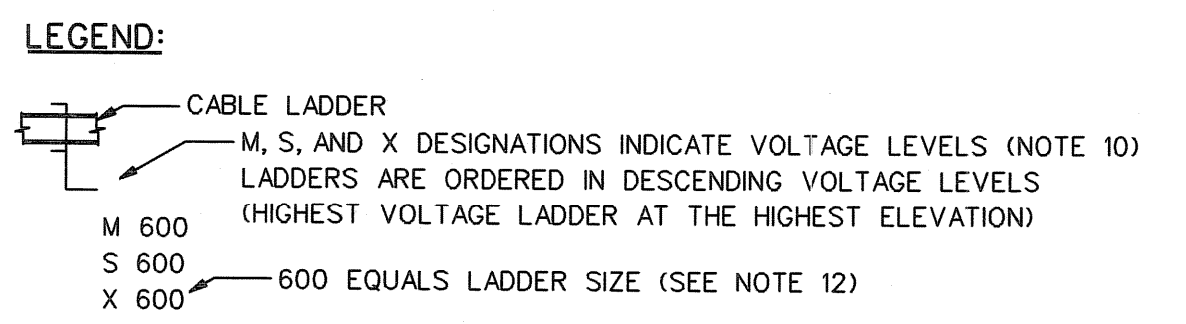 LEGEND:
CABLE LADDER
M, S, AND X DESIGNATIONS INDICATE VOLTAGE LEVELS (NOTE 10)
LADDERS ARE ORDERED IN DESCENDING VOLTAGE LEVELS
(HIGHEST VOLTAGE LADDER AT THE HIGHEST ELEVATION)
M 600
S 600
X 600
600 EQUALS LADDER SIZE (SEE NOTE 12)